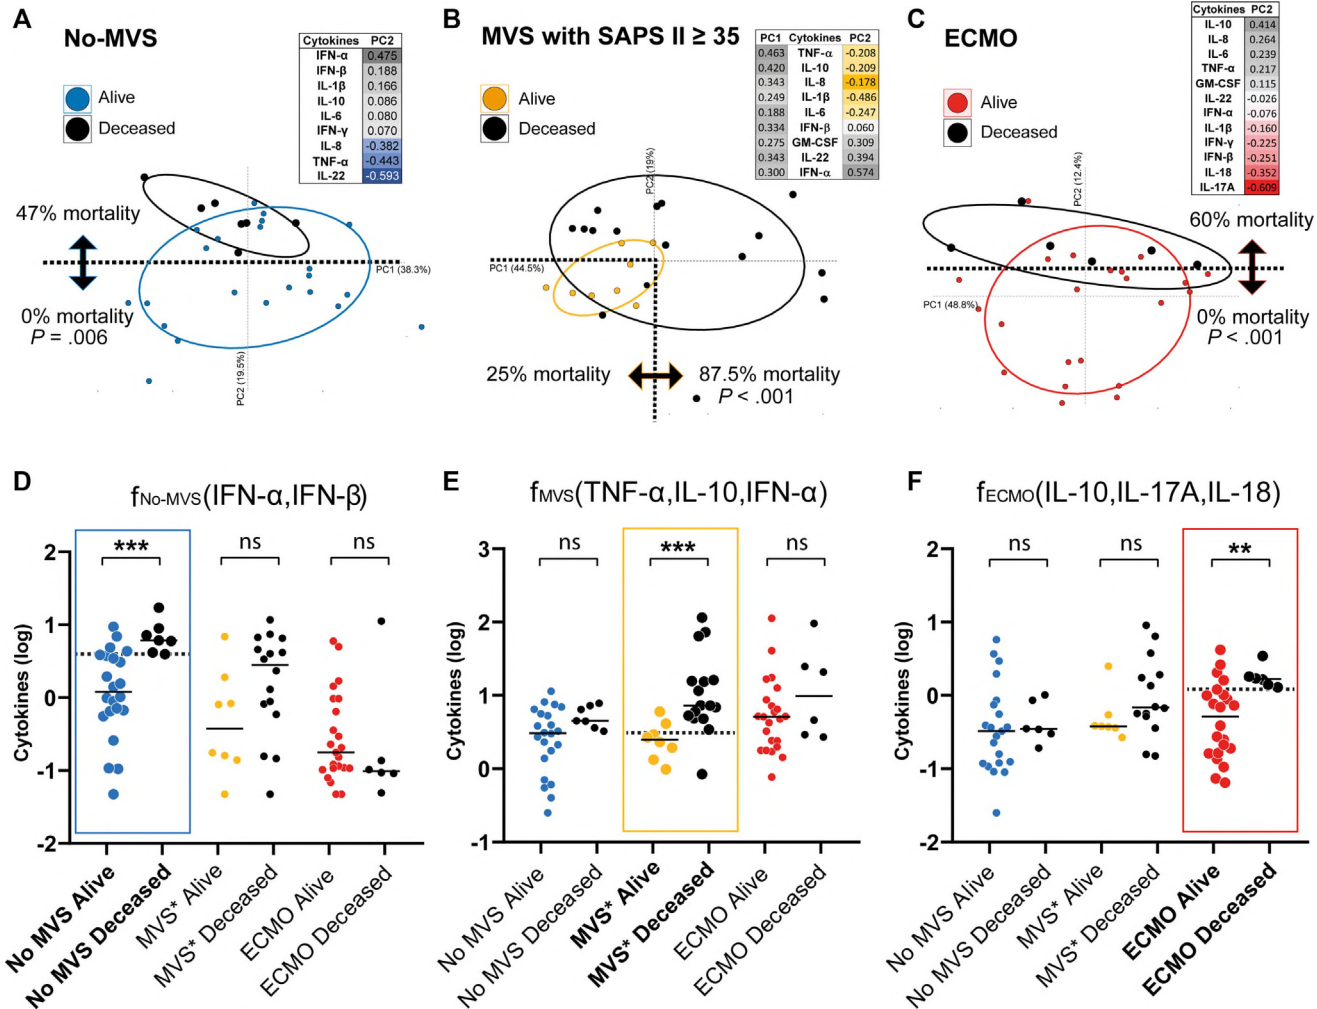 A
No-MVS
Alive
Deceased
Cytokines PC2
IFN-α 0.475
IFN-β 0.188
IL-1β 0.166
IL-10 0.086
IL-6 0.080
IFN-γ 0.070
IL-8 -0.382
TNF-α -0.443
IL-22 -0.593
47% mortality
0% mortality
P = .006
PC1 (38.3%)
PC2 (19.5%)
B
MVS with SAPS II ≥ 35
Alive
Deceased
PC1 Cytokines PC2
0.463 TNF-α -0.208
0.420 IL-10 -0.209
0.343 IL-8 -0.178
0.249 IL-1β -0.486
0.188 IL-6 -0.247
0.334 IFN-β 0.060
0.275 GM-CSF 0.309
0.343 IL-22 0.394
0.300 IFN-α 0.574
PC2 (19%)
PC1 (44.5%)
25% mortality
87.5% mortality
P < .001
C
ECMO
Alive
Deceased
Cytokines PC2
IL-10 0.414
IL-8 0.264
IL-6 0.239
TNF-α 0.217
GM-CSF 0.115
IL-22 -0.026
IFN-α -0.076
IL-1β -0.160
IFN-γ -0.225
IFN-β -0.251
IL-18 -0.352
IL-17A -0.609
PC2 (12.4%)
PC1 (48.8%)
60% mortality
0% mortality
P < .001
D
fNo-MVS(IFN-α,IFN-β)
*** ns ns
Cytokines (log)
2
1
0
-1
-2
No MVS Alive
No MVS Deceased
MVS* Alive
MVS* Deceased
ECMO Alive
ECMO Deceased
E
fMVS(TNF-α,IL-10,IFN-α)
ns *** ns
Cytokines (log)
3
2
1
0
-1
No MVS Alive
No MVS Deceased
MVS* Alive
MVS* Deceased
ECMO Alive
ECMO Deceased
F
fECMO(IL-10,IL-17A,IL-18)
ns ns **
Cytokines (log)
2
1
0
-1
-2
No MVS Alive
No MVS Deceased
MVS* Alive
MVS* Deceased
ECMO Alive
ECMO Deceased